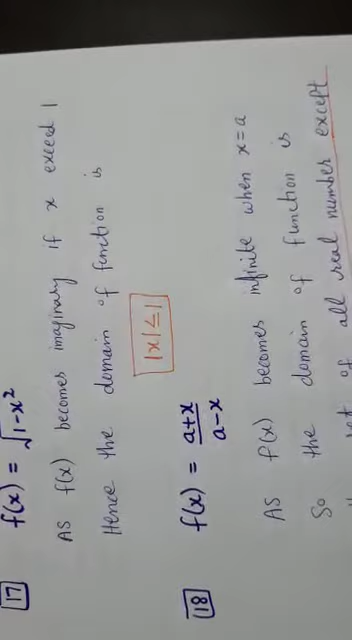 17 f(x) = √1-x²
As f(x) becomes imaginary if x exceed 1
Hence the domain of function is
|x| ≤ 1
18 f(x) = a+x / a-x
As f(x) becomes infinite when x = a
So the domain of function is
set of all real number except